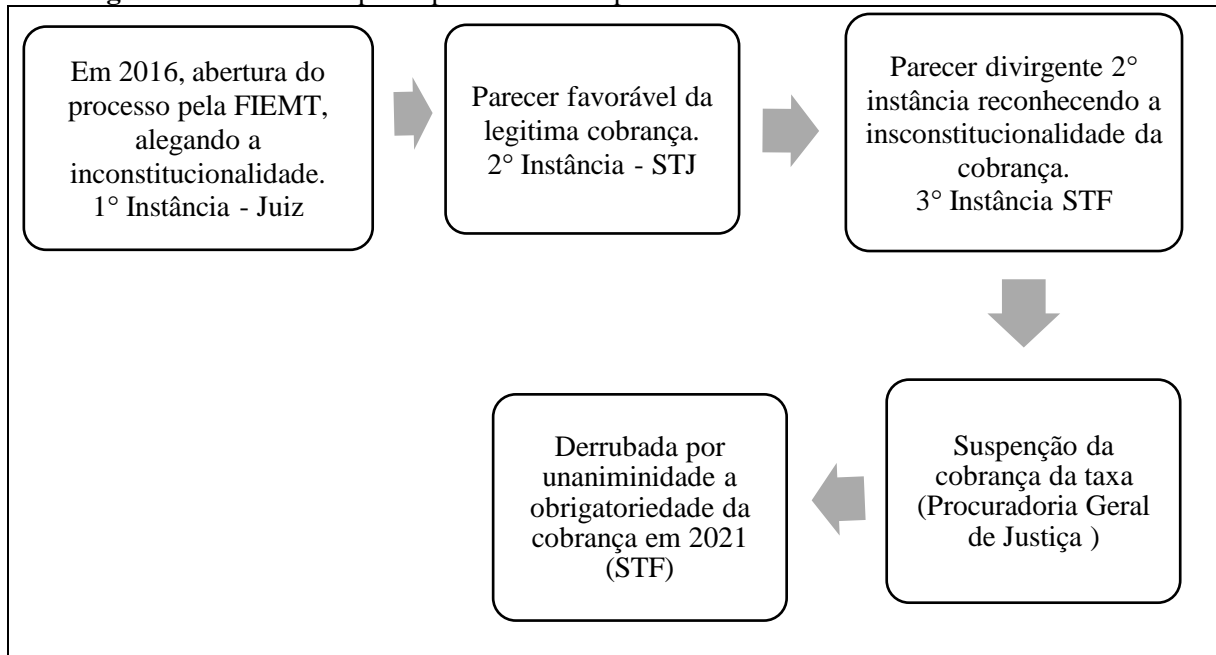 Em 2016, abertura do
processo pela FIEMT,
alegando a
inconstitucionalidade.
1° Instância - Juiz
Parecer favorável da
legitima cobrança.
2° Instância - STJ
Parecer divirgente 2°
instância reconhecendo a
insconstitucionalidade da
cobrança.
3° Instância STF
Suspenção da
cobrança da taxa
(Procuradoria Geral
de Justiça )
Derrubada por
unaniminidade a
obrigatoriedade da
cobrança em 2021
(STF)